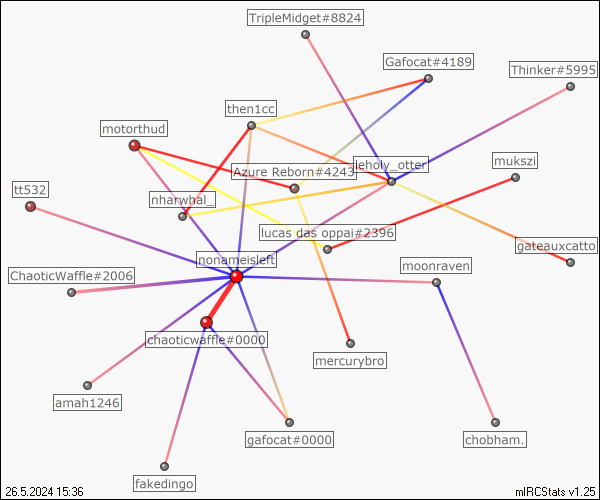 TripleMidget#8824
Gafocat#4189
Thinker#5995
then1cc
motorthud
mukszi
Azure Reborn#4243
leholy_otter
tt532
nharwhal_
lucas das oppai#2396
gateauxcatto
nonameisleft
moonraven
ChaoticWaffle#2006
chaoticwaffle#0000
mercurybro
amah1246
gafocat#0000
chobham.
fakedingo
26.5.2024 15:36
mIRCStats v1.25